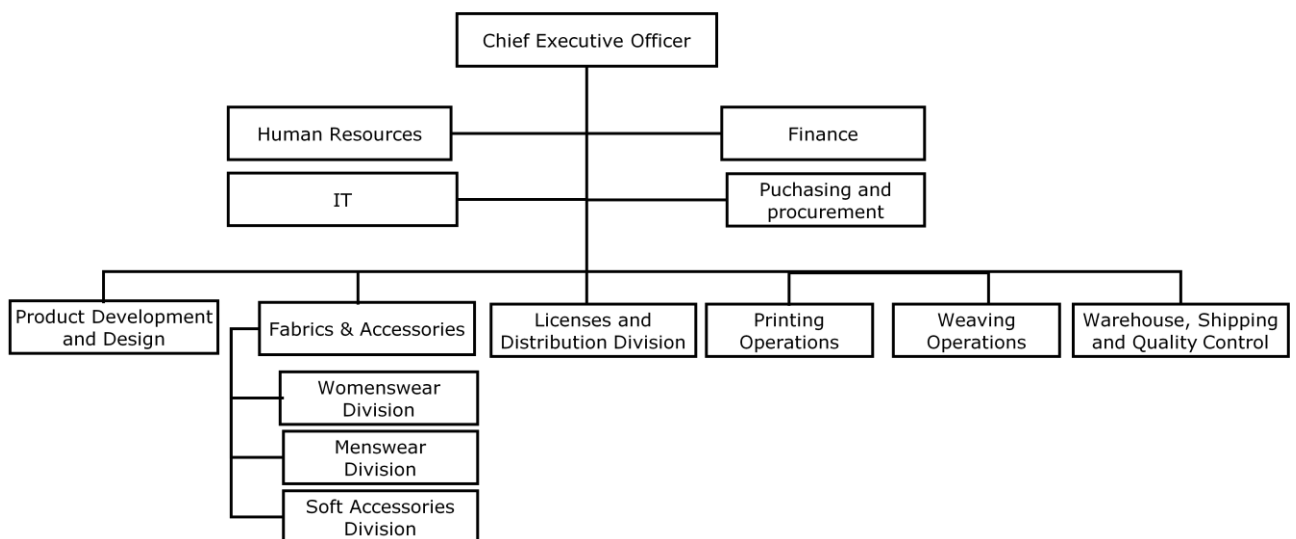 Chief Executive Officer
Human Resources
Finance
IT
Puchasing and
procurement
Product Development
and Design
Fabrics & Accessories
Licenses and
Distribution Division
Printing
Operations
Weaving
Operations
Warehouse, Shipping
and Quality Control
Womenswear
Division
Menswear
Division
Soft Accessories
Division